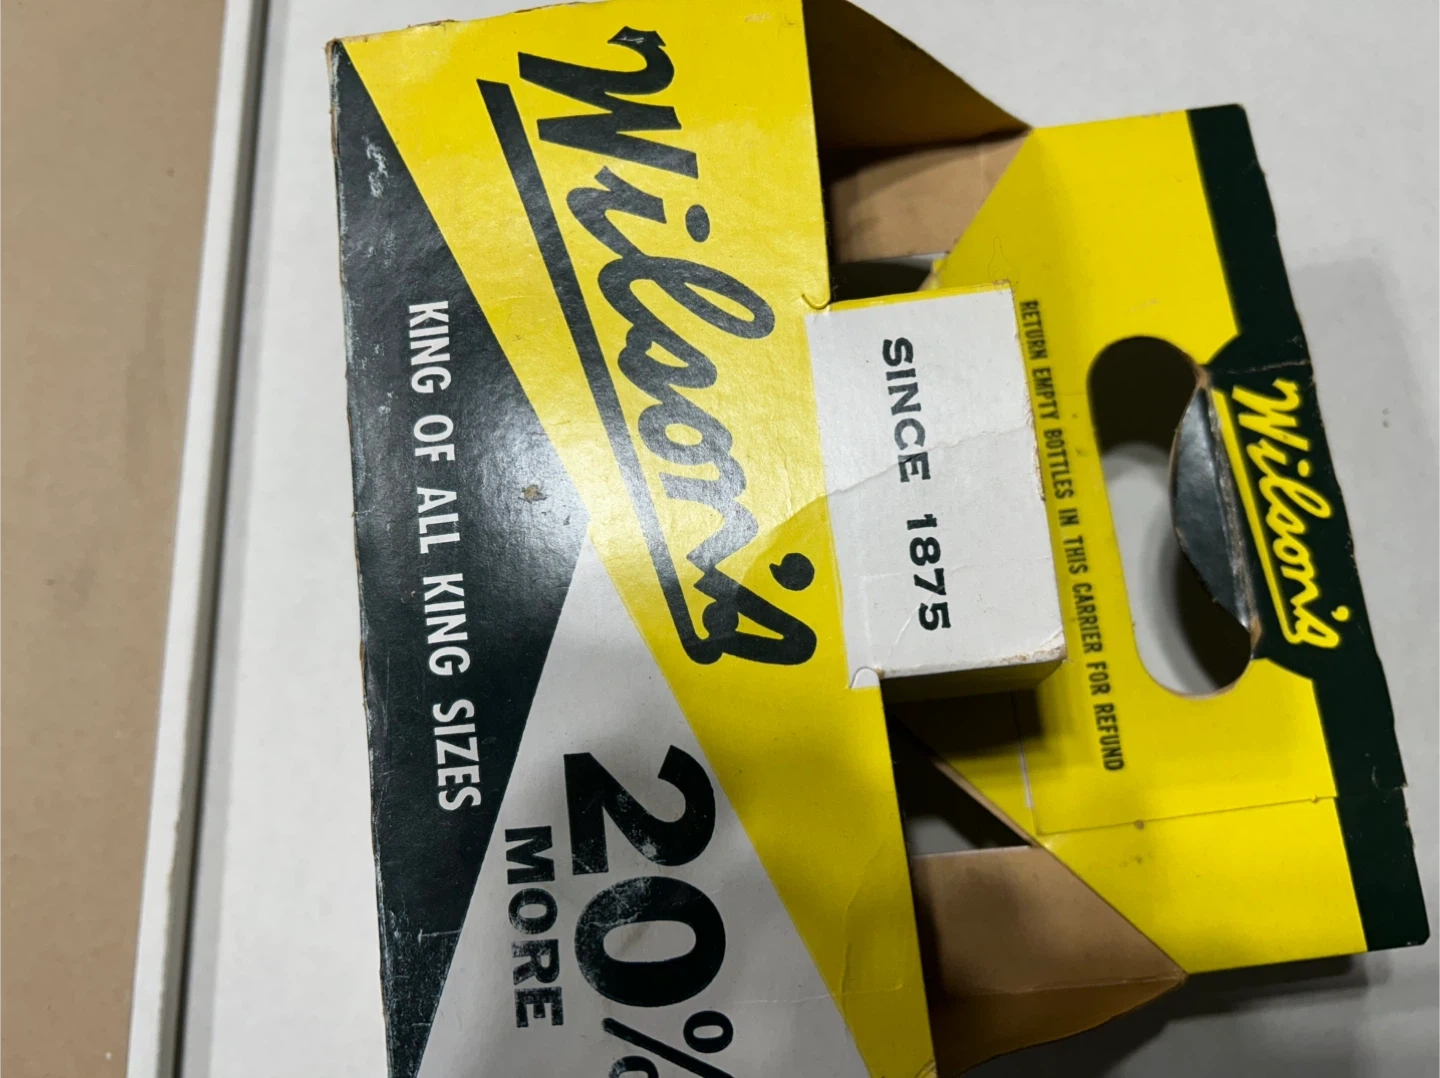 Wilson's
RETURN EMPTY BOTTLES IN THIS CARRIER FOR REFUND
SINCE 1875
Wilson's
20%
MORE
KING OF ALL KING SIZES